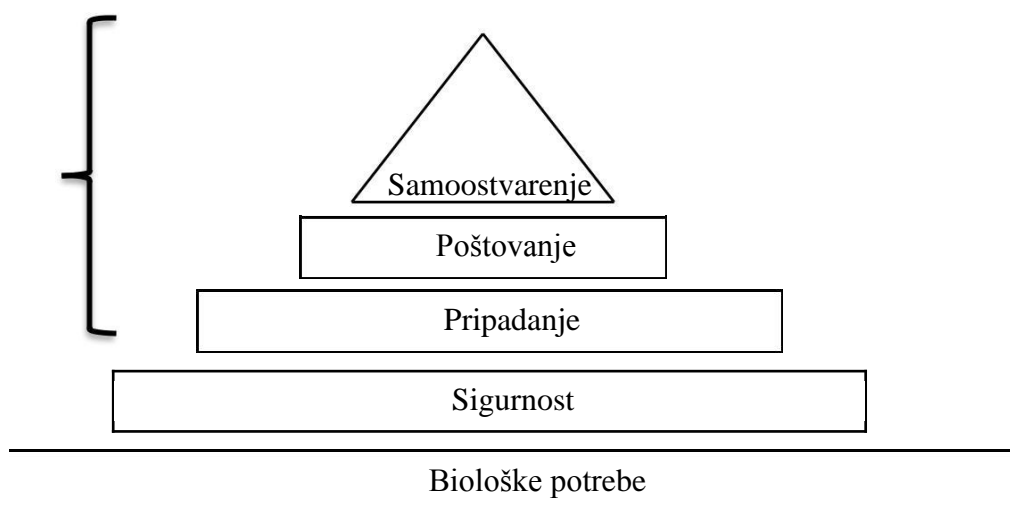 Samoostvarenje
Poštovanje
Pripadanje
Sigurnost
Biološke potrebe